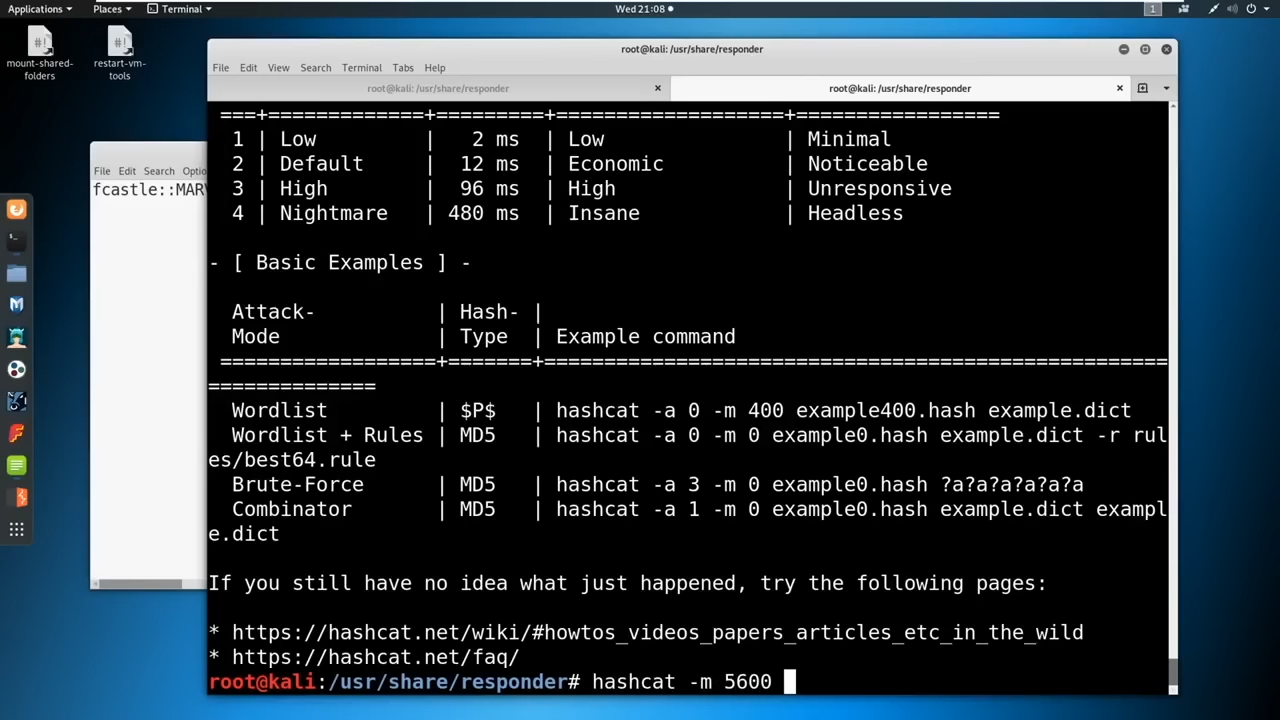 Applications Places Terminal Wed 21:08 1
#! #!
mount-shared-folders
restart-vm-tools
root@kali: /usr/share/responder
File Edit View Search Terminal Tabs Help
root@kali: /usr/share/responder root@kali: /usr/share/responder
File Edit Search
fcastle::MARV
===+=============+=========+===================+=================
1 | Low | 2 ms | Low | Minimal
2 | Default | 12 ms | Economic | Noticeable
3 | High | 96 ms | High | Unresponsive
4 | Nightmare | 480 ms | Insane | Headless
- [ Basic Examples ] -
Attack- | Hash- |
Mode | Type | Example command
==================+=======+====================================================
==============
Wordlist | $P$ | hashcat -a 0 -m 400 example400.hash example.dict
Wordlist + Rules | MD5 | hashcat -a 0 -m 0 example0.hash example.dict -r rul
es/best64.rule
Brute-Force | MD5 | hashcat -a 3 -m 0 example0.hash ?a?a?a?a?a?a
Combinator | MD5 | hashcat -a 1 -m 0 example0.hash example.dict exampl
e.dict
If you still have no idea what just happened, try the following pages:
* https://hashcat.net/wiki/#howtos_videos_papers_articles_etc_in_the_wild
* https://hashcat.net/faq/
root@kali:/usr/share/responder# hashcat -m 5600